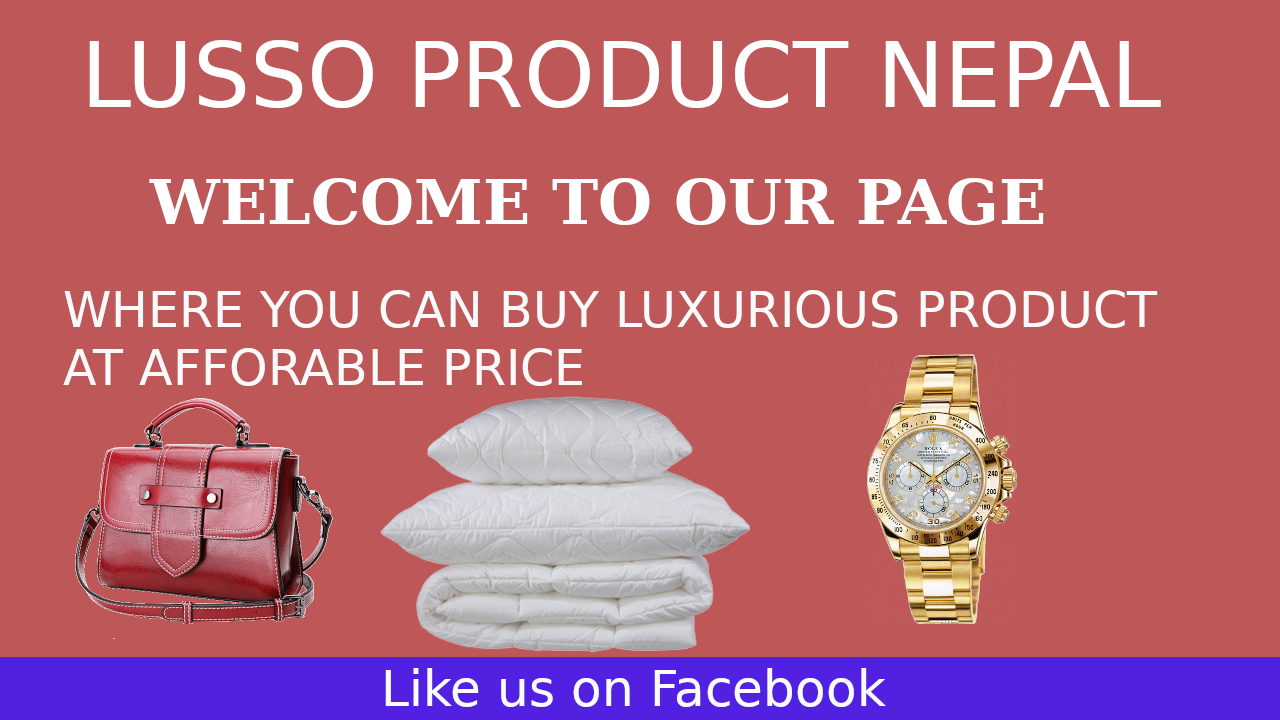 LUSSO PRODUCT NEPAL
WELCOME TO OUR PAGE
WHERE YOU CAN BUY LUXURIOUS PRODUCT
AT AFFORABLE PRICE
ROLEX
Like us on Facebook